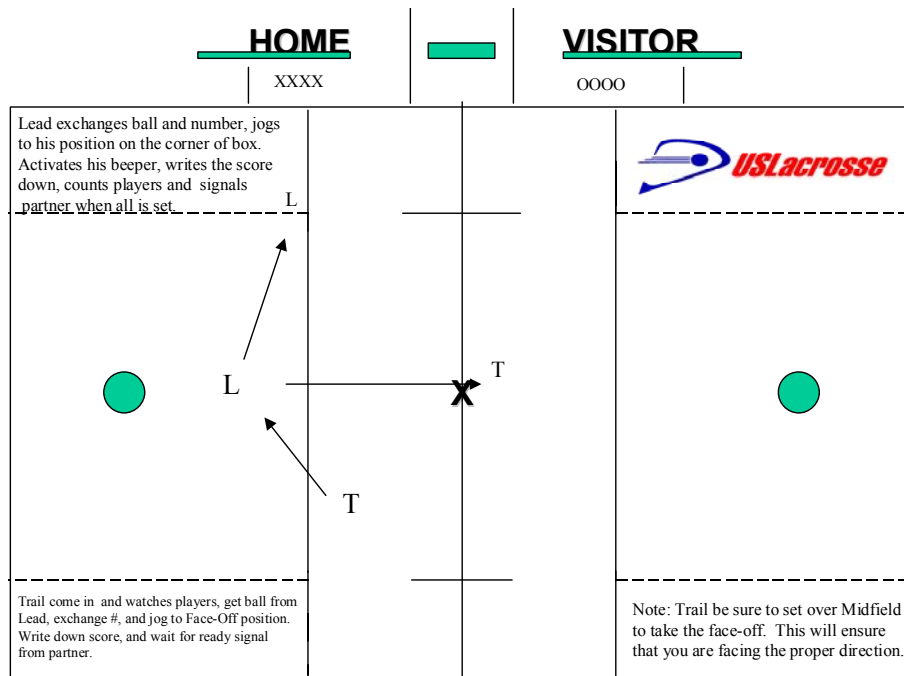 HOME
VISITOR
XXXX
OOOO
Lead exchanges ball and number, jogs
to his position on the corner of box.
Activates his beeper, writes the score
down, counts players and signals
partner when all is set.
USLacrosse
L
T
L
X
T
Trail come in and watches players, get ball from
Lead, exchange #, and jog to Face-Off position.
Write down score, and wait for ready signal
from partner.
Note: Trail be sure to set over Midfield
to take the face-off. This will ensure
that you are facing the proper direction.